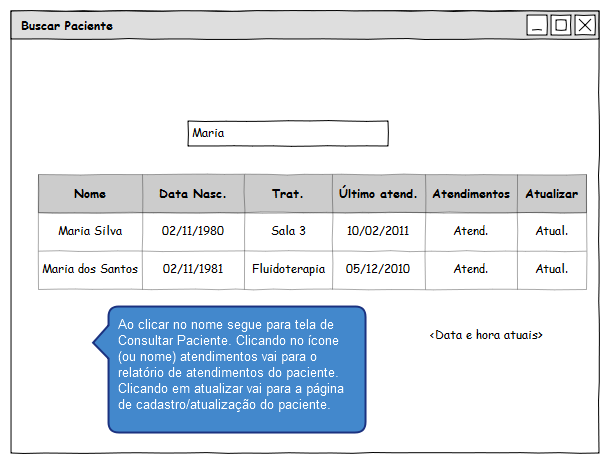 Buscar Paciente
Maria
Nome Data Nasc. Trat. Último atend. Atendimentos Atualizar
Maria Silva 02/11/1980 Sala 3 10/02/2011 Atend. Atual.
Maria dos Santos 02/11/1981 Fluidoterapia 05/12/2010 Atend. Atual.
Ao clicar no nome segue para tela de
Consultar Paciente. Clicando no ícone
(ou nome) atendimentos vai para o
relatório de atendimentos do paciente.
Clicando em atualizar vai para a página
de cadastro/atualização do paciente.
<Data e hora atuais>